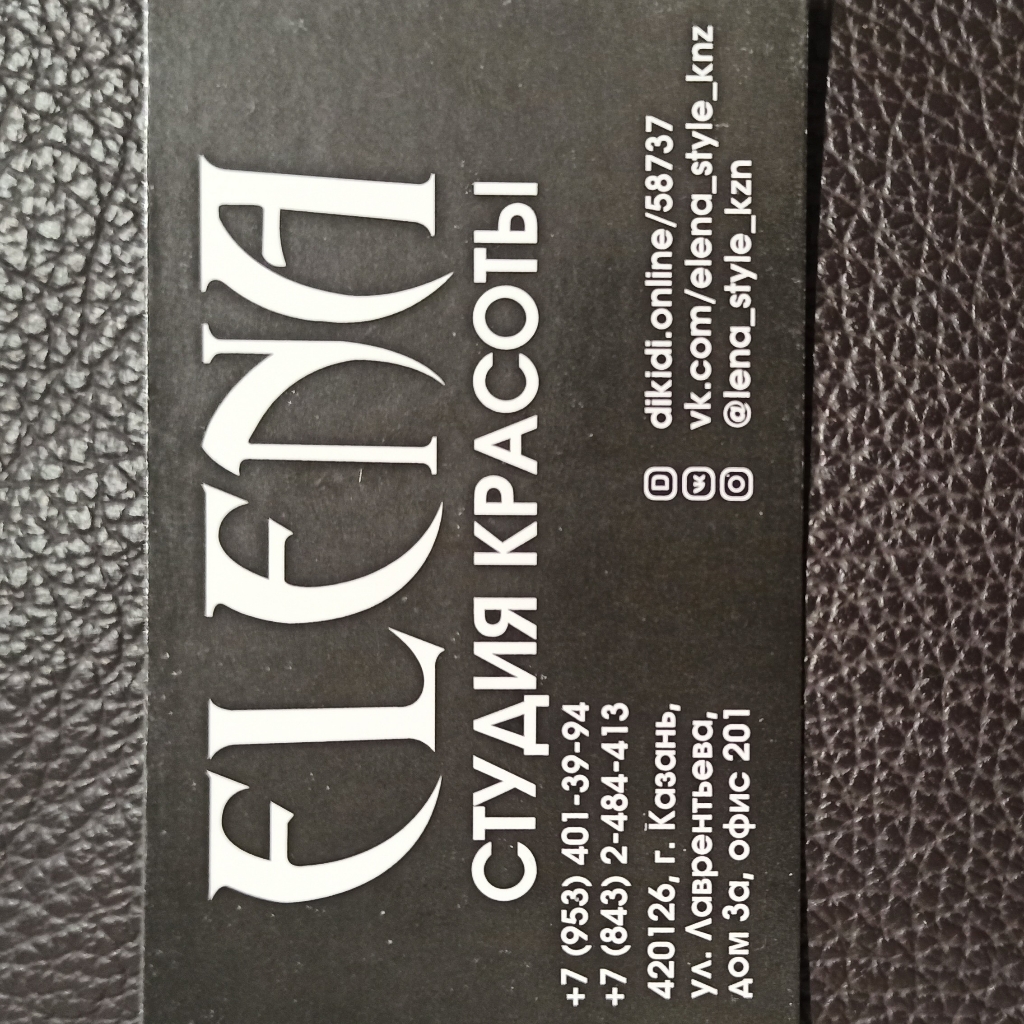 ELENA
СТУДИЯ КРАСОТЫ
+7 (953) 401-39-94
+7 (843) 2-484-413
420126, г. Казань,
ул. Лаврентьева,
дом 3а, офис 201
dikidi.online/58737
vk.com/elena_style_knz
@lena_style_kzn